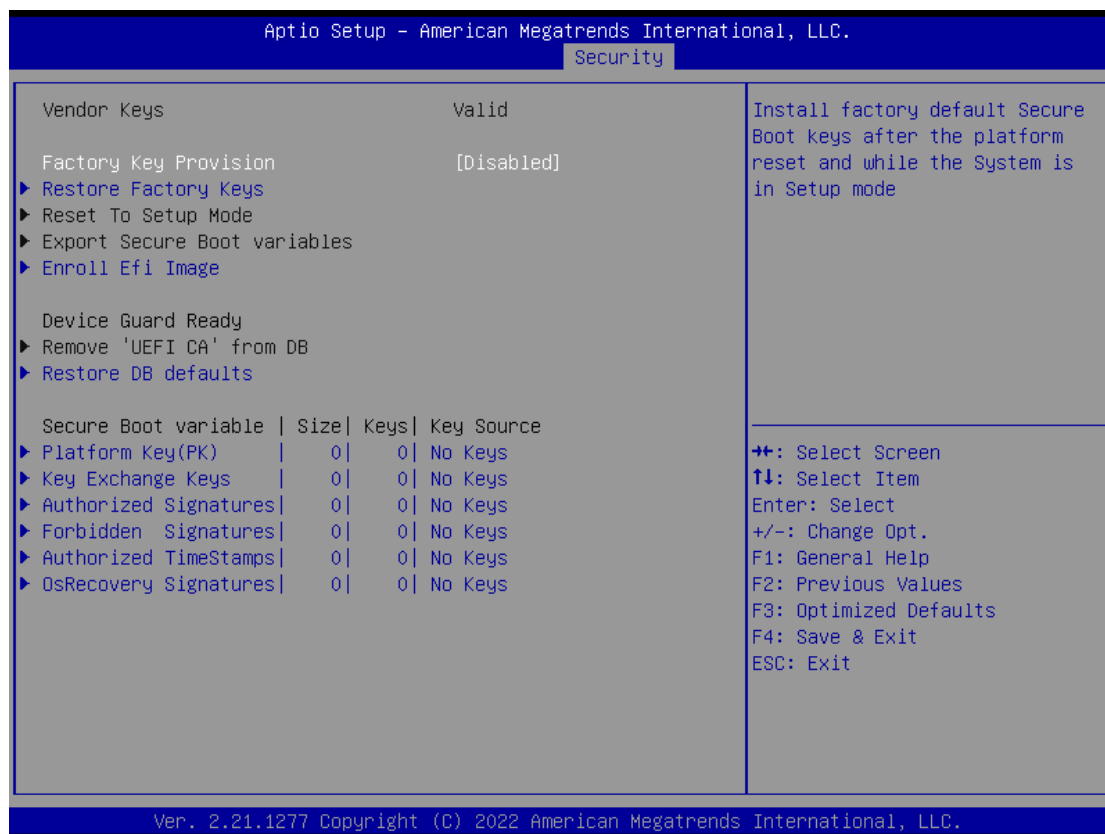 Aptio Setup – American Megatrends International, LLC.
Security
Vendor Keys Valid
Factory Key Provision [Disabled]
Restore Factory Keys
Reset To Setup Mode
Export Secure Boot variables
Enroll Efi Image
Device Guard Ready
Remove 'UEFI CA' from DB
Restore DB defaults
Secure Boot variable | Size| Keys| Key Source
Platform Key(PK) | 0| 0| No Keys
Key Exchange Keys | 0| 0| No Keys
Authorized Signatures| 0| 0| No Keys
Forbidden Signatures| 0| 0| No Keys
Authorized TimeStamps| 0| 0| No Keys
OsRecovery Signatures| 0| 0| No Keys
Install factory default Secure
Boot keys after the platform
reset and while the System is
in Setup mode
→←: Select Screen
↑↓: Select Item
Enter: Select
+/-: Change Opt.
F1: General Help
F2: Previous Values
F3: Optimized Defaults
F4: Save & Exit
ESC: Exit
Ver. 2.21.1277 Copyright (C) 2022 American Megatrends International, LLC.